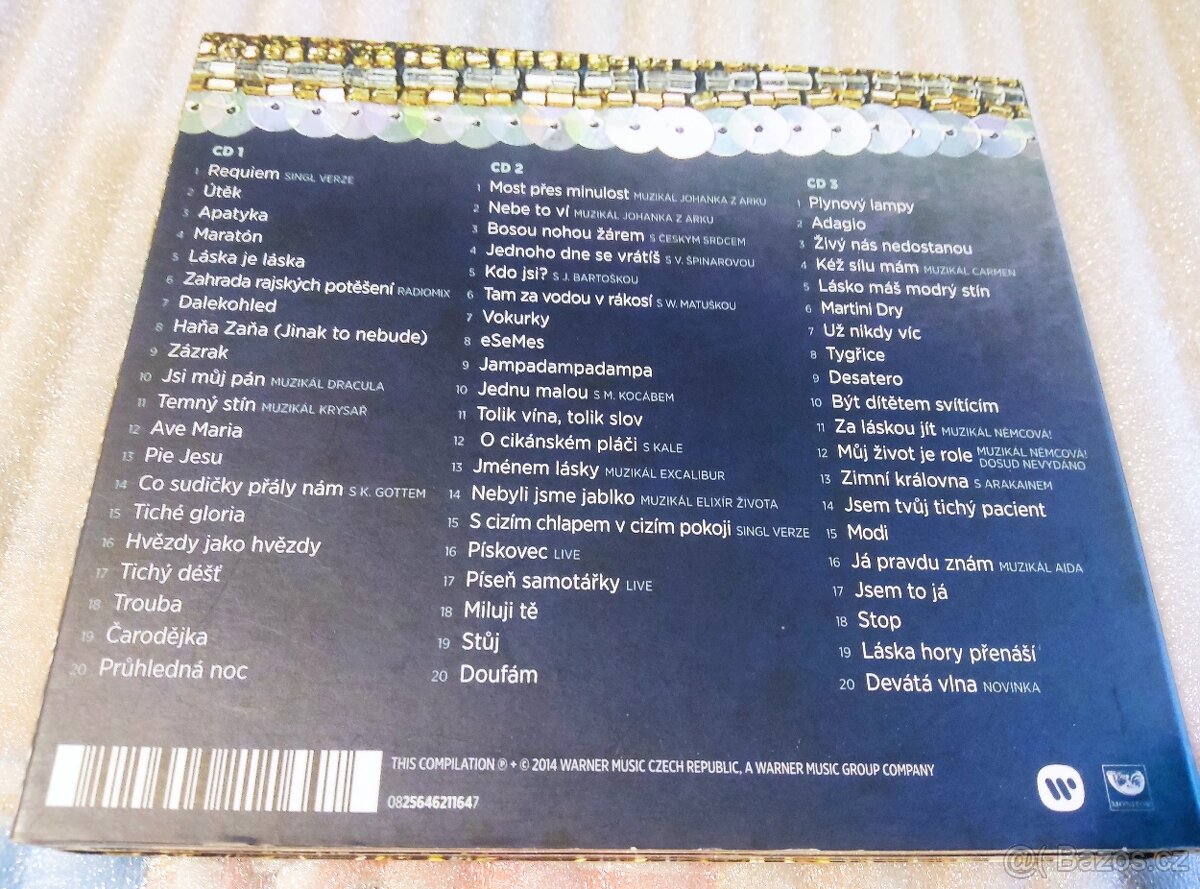 CD 1
1 Requiem SINGL VERZE
2 Útěk
3 Apatyka
4 Maratón
5 Láska je láska
6 Zahrada rajských potěšení RADIOMIX
7 Dalekohled
8 Haňa Zaňa (Jinak to nebude)
9 Zázrak
10 Jsi můj pán MUZIKÁL DRACULA
11 Temný stín MUZIKÁL KRYSAŘ
12 Ave Maria
13 Pie Jesu
14 Co sudičky přály nám S K. GOTTEM
15 Tiché gloria
16 Hvězdy jako hvězdy
17 Tichý déšť
18 Trouba
19 Čarodějka
20 Průhledná noc
CD 2
1 Most přes minulost MUZIKÁL JOHANKA Z ARKU
2 Nebe to ví MUZIKÁL JOHANKA Z ARKU
3 Bosou nohou žárem S ČESKÝM SRDCEM
4 Jednoho dne se vrátíš S V. ŠPINAROVOU
5 Kdo jsi? S J. BARTOŠKOU
6 Tam za vodou v rákosí S W. MATUŠKOU
7 Vokurky
8 eSeMes
9 Jampadampadampa
10 Jednu malou S M. KOCÁBEM
11 Tolik vína, tolik slov
12 O cikánském pláči S KALE
13 Jménem lásky MUZIKÁL EXCALIBUR
14 Nebyli jsme jablko MUZIKÁL ELIXÍR ŽIVOTA
15 S cizím chlapem v cizím pokoji SINGL VERZE
16 Pískovec LIVE
17 Píseň samotářky LIVE
18 Miluji tě
19 Stůj
20 Doufám
CD 3
1 Plynový lampy
2 Adagio
3 Živý nás nedostanou
4 Kéž sílu mám MUZIKÁL CARMEN
5 Lásko máš modrý stín
6 Martini Dry
7 Už nikdy víc
8 Tygřice
9 Desatero
10 Být dítětem svítícím
11 Za láskou jít MUZIKÁL NĚMCOVÁ!
12 Můj život je role MUZIKÁL NĚMCOVÁ!
DOSUD NEVYDÁNO
13 Zimní královna S ARAKAINEM
14 Jsem tvůj tichý pacient
15 Modi
16 Já pravdu znám MUZIKÁL AIDA
17 Jsem to já
18 Stop
19 Láska hory přenáší
20 Devátá vlna NOVINKA
THIS COMPILATION ℗ + © 2014 WARNER MUSIC CZECH REPUBLIC, A WARNER MUSIC GROUP COMPANY
0825646211647
MONITOR
@( Bazoš.cz